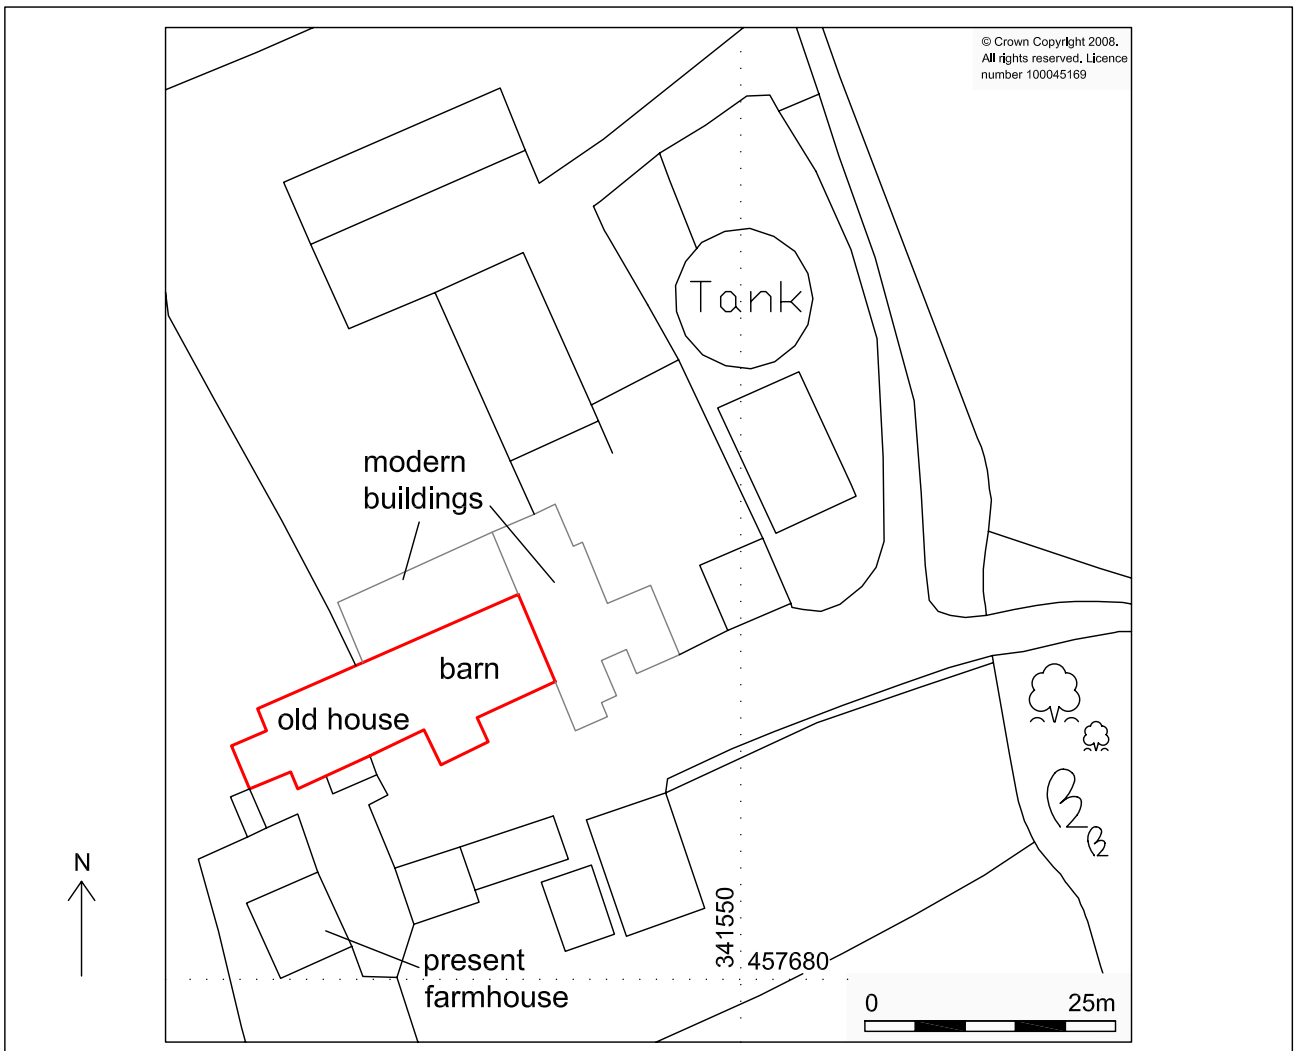 © Crown Copyright 2008.
All rights reserved. Licence
number 100045169
Tank
modern
buildings
barn
old house
N
341550
457680
present
farmhouse
0 25m